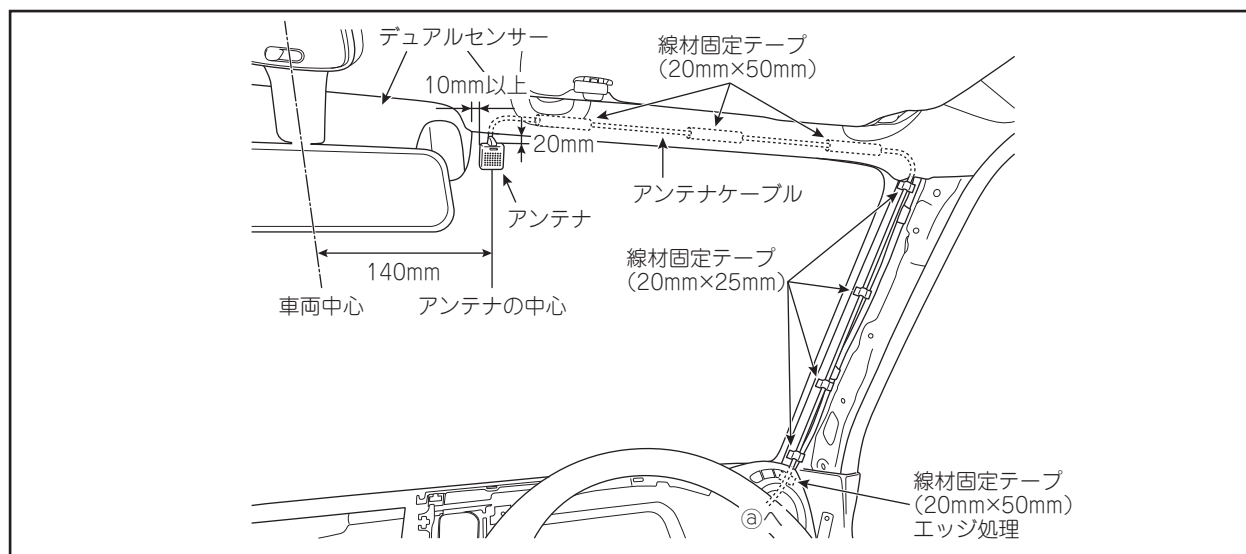 デュアルセンサー
線材固定テープ
（20mm×50mm）
10mm以上
20mm
アンテナケーブル
アンテナ
線材固定テープ
（20mm×25mm）
140mm
車両中心
アンテナの中心
線材固定テープ
（20mm×50mm）
エッジ処理
ⓐへ